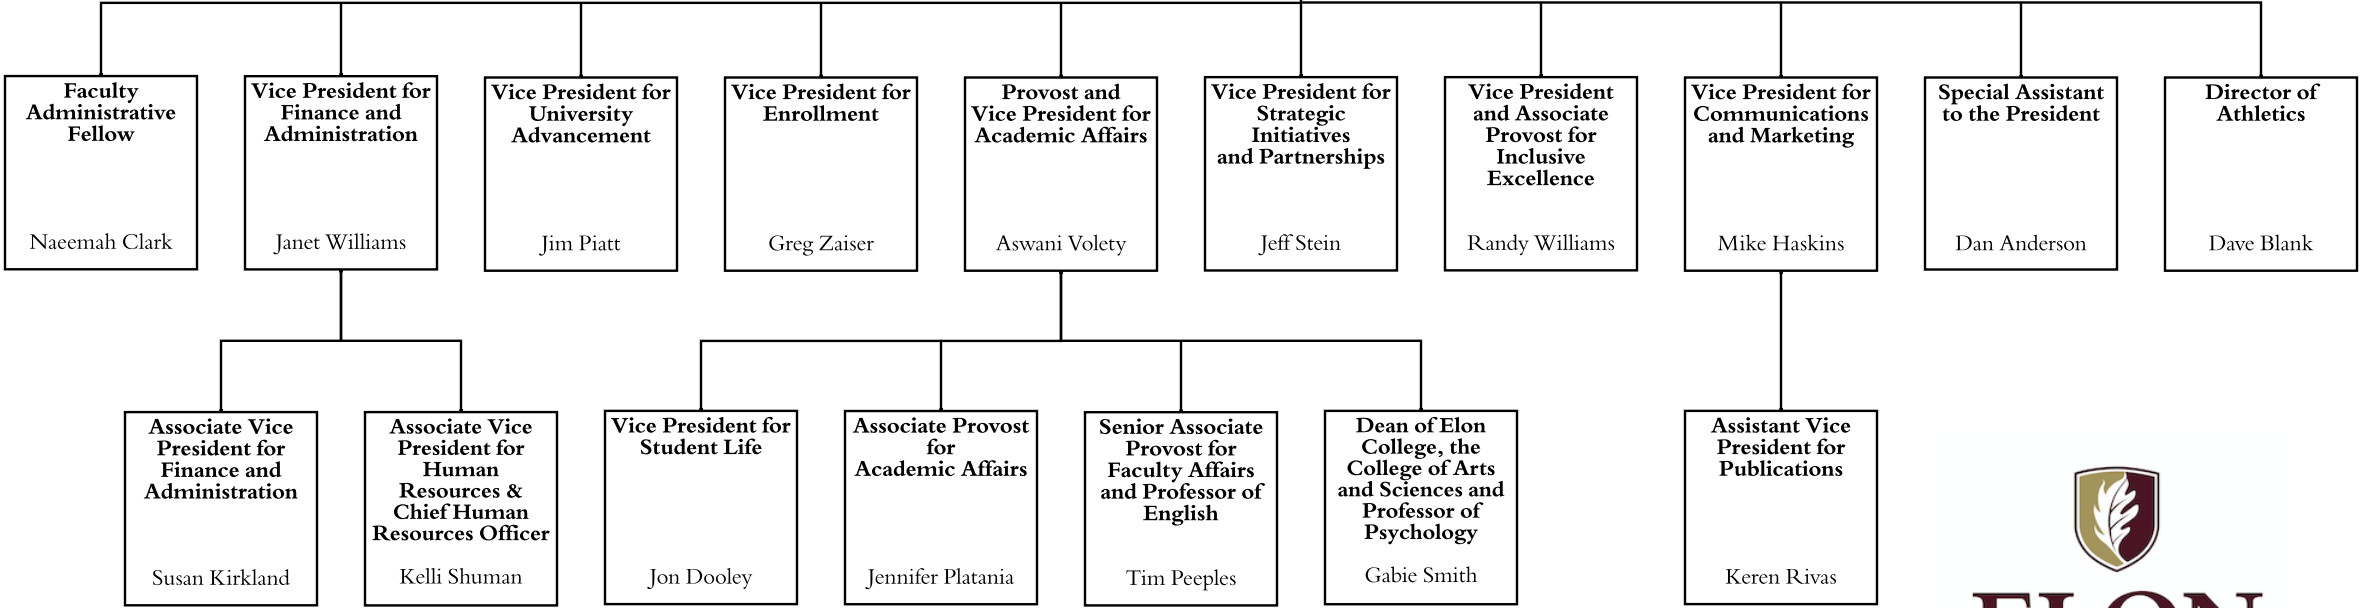 Faculty
Administrative
Fellow
Naeemah Clark
Vice President for
Finance and
Administration
Janet Williams
Vice President for
University
Advancement
Jim Piatt
Vice President for
Enrollment
Greg Zaiser
Provost and
Vice President for
Academic Affairs
Aswani Volety
Vice President for
Strategic
Initiatives
and Partnerships
Jeff Stein
Vice President
and Associate
Provost for
Inclusive
Excellence
Randy Williams
Vice President for
Communications
and Marketing
Mike Haskins
Special Assistant
to the President
Dan Anderson
Director of
Athletics
Dave Blank
Associate Vice
President for
Finance and
Administration
Susan Kirkland
Associate Vice
President for
Human
Resources &
Chief Human
Resources Officer
Kelli Shuman
Vice President for
Student Life
Jon Dooley
Associate Provost
for
Academic Affairs
Jennifer Platania
Senior Associate
Provost for
Faculty Affairs
and Professor of
English
Tim Peeples
Dean of Elon
College, the
College of Arts
and Sciences and
Professor of
Psychology
Gabie Smith
Assistant Vice
President for
Publications
Keren Rivas
ELON